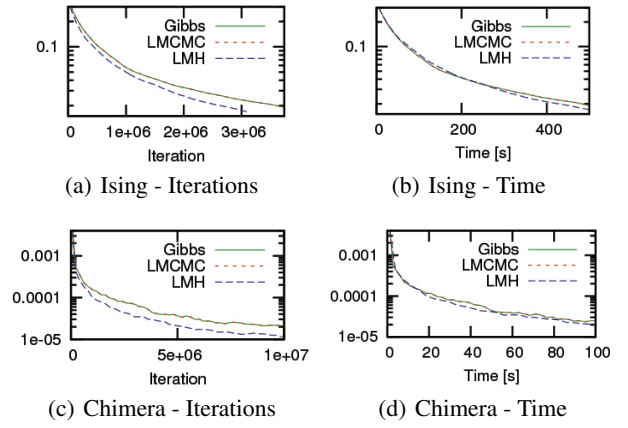 Gibbs
LMCMC
LMH
0.1
0 1e+06 2e+06 3e+06
Iteration
(a) Ising - Iterations
Gibbs
LMCMC
LMH
0.1
0 200 400
Time [s]
(b) Ising - Time
Gibbs
LMCMC
LMH
0.001
0.0001
1e-05
0 5e+06 1e+07
Iteration
(c) Chimera - Iterations
Gibbs
LMCMC
LMH
0.001
0.0001
1e-05
0 20 40 60 80 100
Time [s]
(d) Chimera - Time